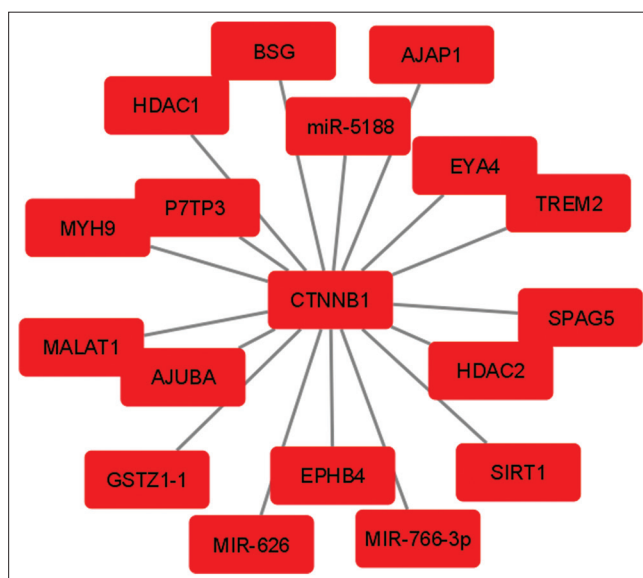 BSG
AJAP1
HDAC1
miR-5188
EYA4
P7TP3
TREM2
MYH9
CTNNB1
SPAG5
MALAT1
HDAC2
AJUBA
GSTZ1-1
EPHB4
SIRT1
MIR-626
MIR-766-3p